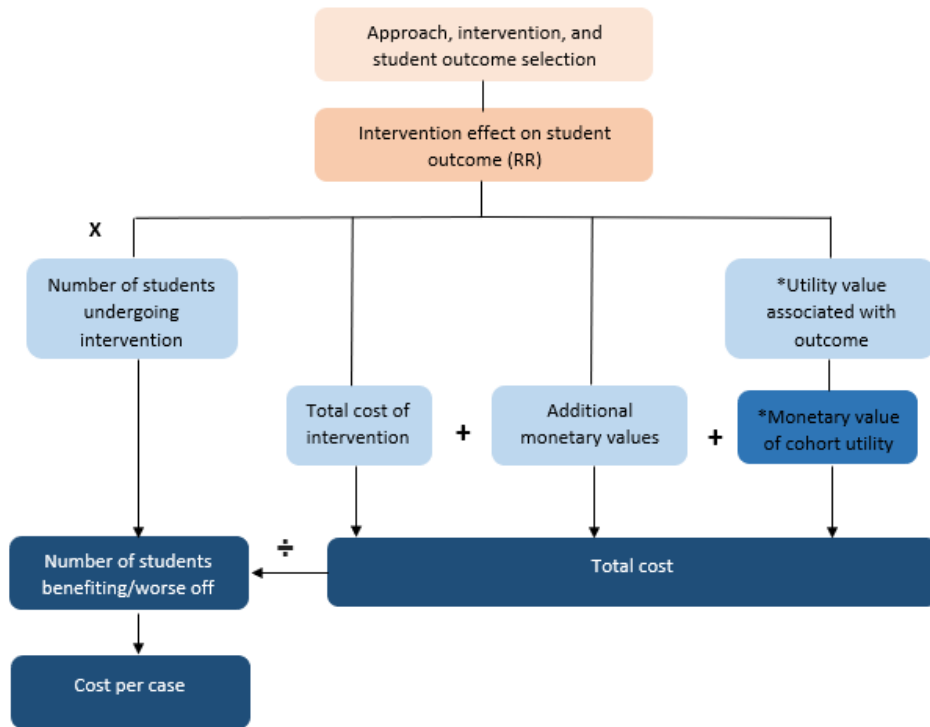 Approach, intervention, and
student outcome selection
Intervention effect on student
outcome (RR)
x
Number of students
undergoing
intervention
*Utility value
associated with
outcome
Total cost of
intervention
+
Additional
monetary values
+
*Monetary value
of cohort utility
Number of students
benefiting/worse off
÷
Total cost
Cost per case